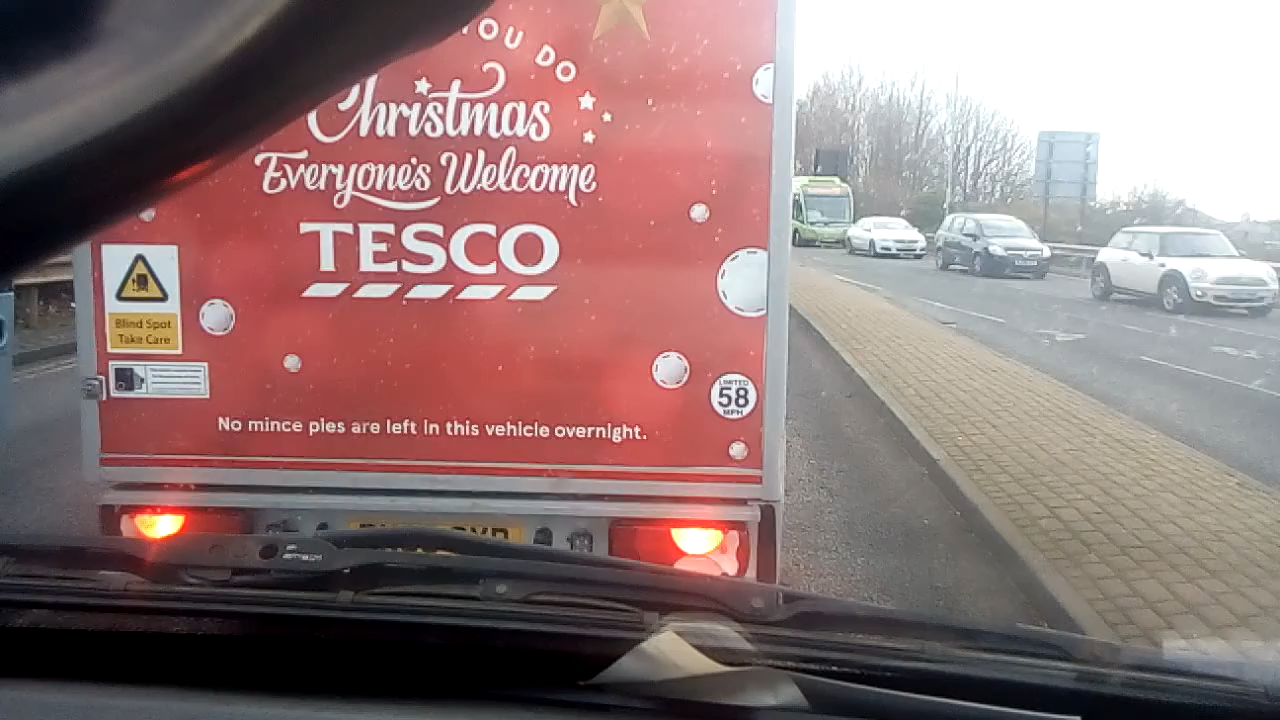 YOU DO
Christmas
Everyone's Welcome
TESCO
Blind Spot
Take Care
LIMITED
58
MPH
No mince pies are left in this vehicle overnight.